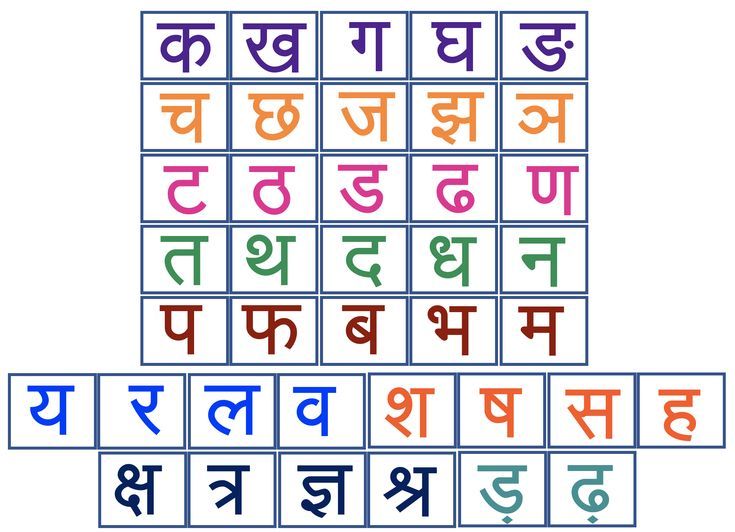 क ख ग घ ङ
च छ ज झ ञ
ट ठ ड ढ ण
त थ द ध न
प फ ब भ म
य र ल व श ष स ह
क्ष त्र ज्ञ श्र ड़ ढ़